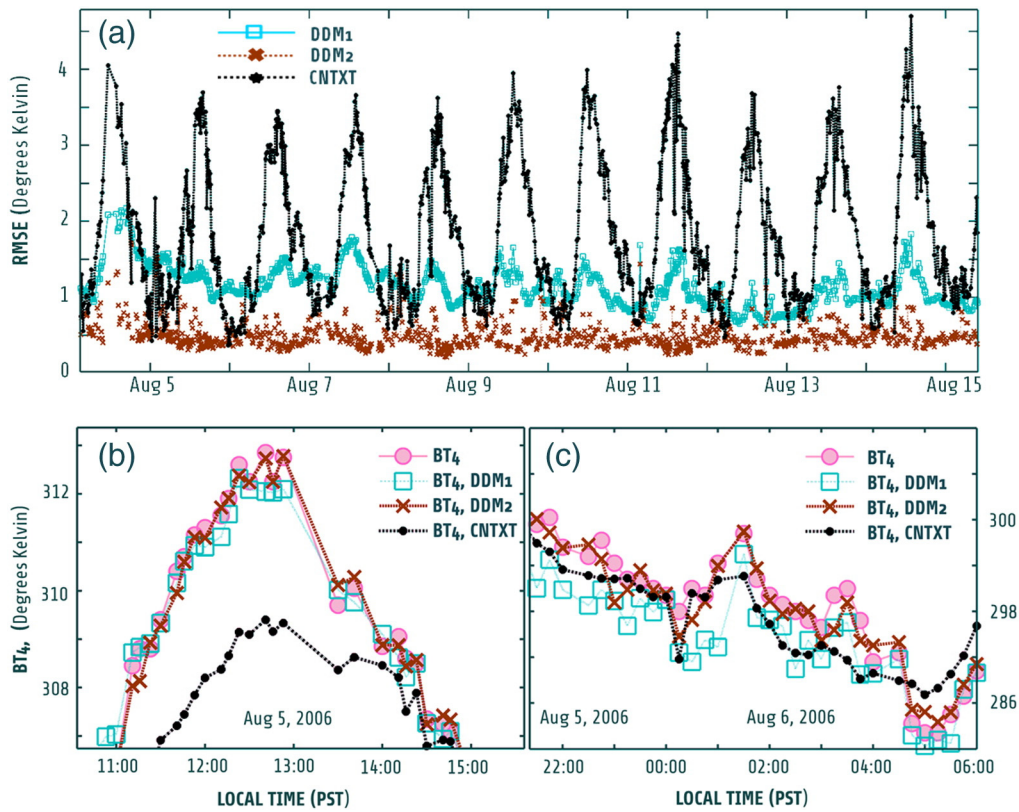 (a)
DDM1
DDM2
CNTXT
RMSE (Degrees Kelvin)
4
3
2
1
0
Aug 5
Aug 7
Aug 9
Aug 11
Aug 13
Aug 15
(b)
BT4
BT4, DDM1
BT4, DDM2
BT4, CNTXT
BT4, (Degrees Kelvin)
312
310
308
Aug 5, 2006
11:00
12:00
13:00
14:00
15:00
LOCAL TIME (PST)
(c)
BT4
BT4, DDM1
BT4, DDM2
BT4, CNTXT
300
298
286
Aug 5, 2006
Aug 6, 2006
22:00
00:00
02:00
04:00
06:00
LOCAL TIME (PST)